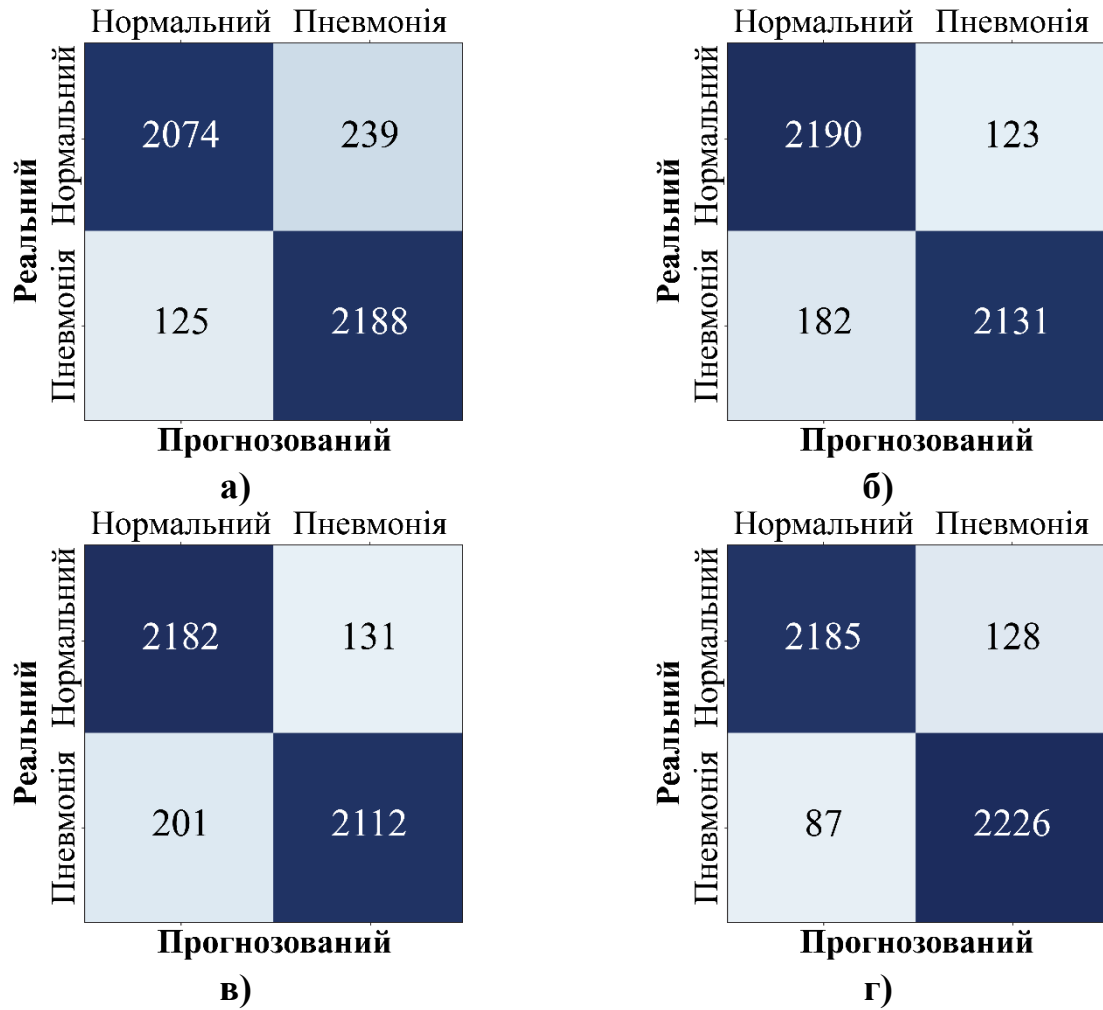 Нормальний Пневмонія
Реальний
Нормальний
2074 239
Пневмонія
125 2188
Прогнозований
а)
Нормальний Пневмонія
Реальний
Нормальний
2190 123
Пневмонія
182 2131
Прогнозований
б)
Нормальний Пневмонія
Реальний
Нормальний
2182 131
Пневмонія
201 2112
Прогнозований
в)
Нормальний Пневмонія
Реальний
Нормальний
2185 128
Пневмонія
87 2226
Прогнозований
г)